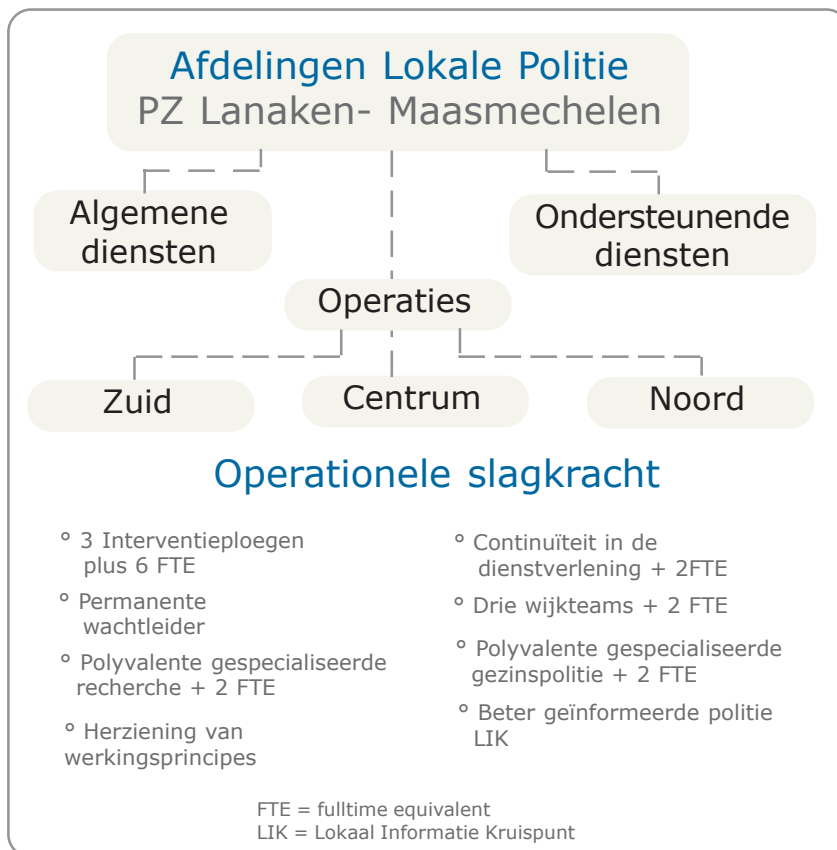 Afdelingen Lokale Politie
PZ Lanaken- Maasmechelen
Algemene
diensten
Ondersteunende
diensten
Operaties
Zuid
Centrum
Noord
Operationele slagkracht
° 3 Interventieploegen
plus 6 FTE
° Permanente
wachtleider
° Polyvalente gespecialiseerde
recherche + 2 FTE
° Herziening van
werkingsprincipes
° Continuïteit in de
dienstverlening + 2FTE
° Drie wijkteams + 2 FTE
° Polyvalente gespecialiseerde
gezinspolitie + 2 FTE
° Beter geïnformeerde politie
LIK
FTE = fulltime equivalent
LIK = Lokaal Informatie Kruispunt